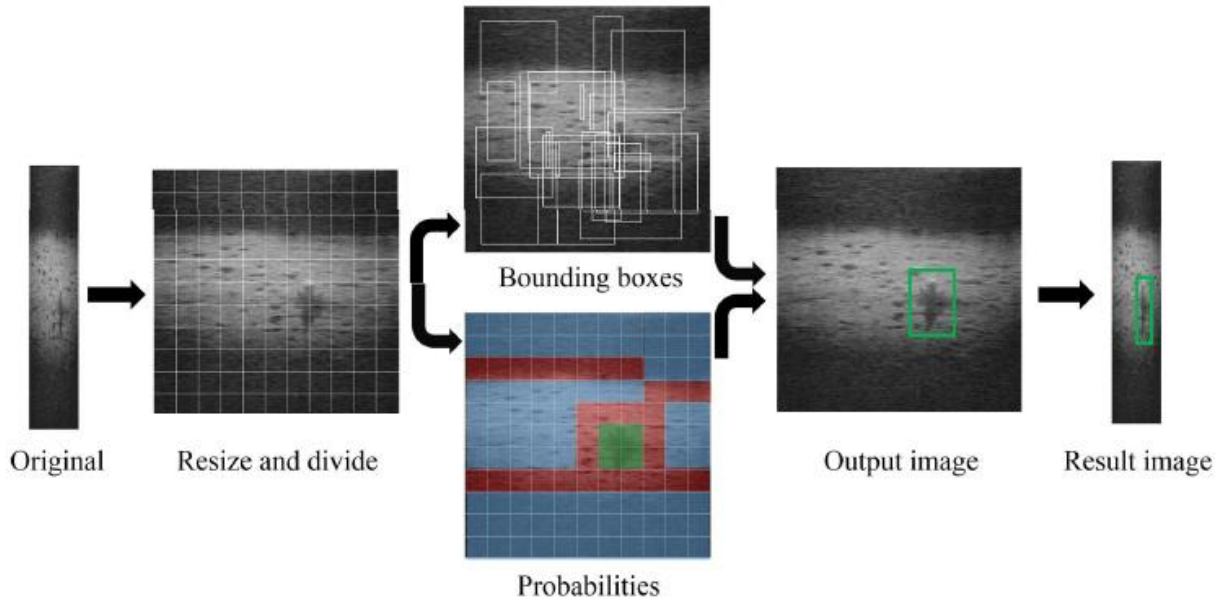 Original
Resize and divide
Bounding boxes
Probabilities
Output image
Result image